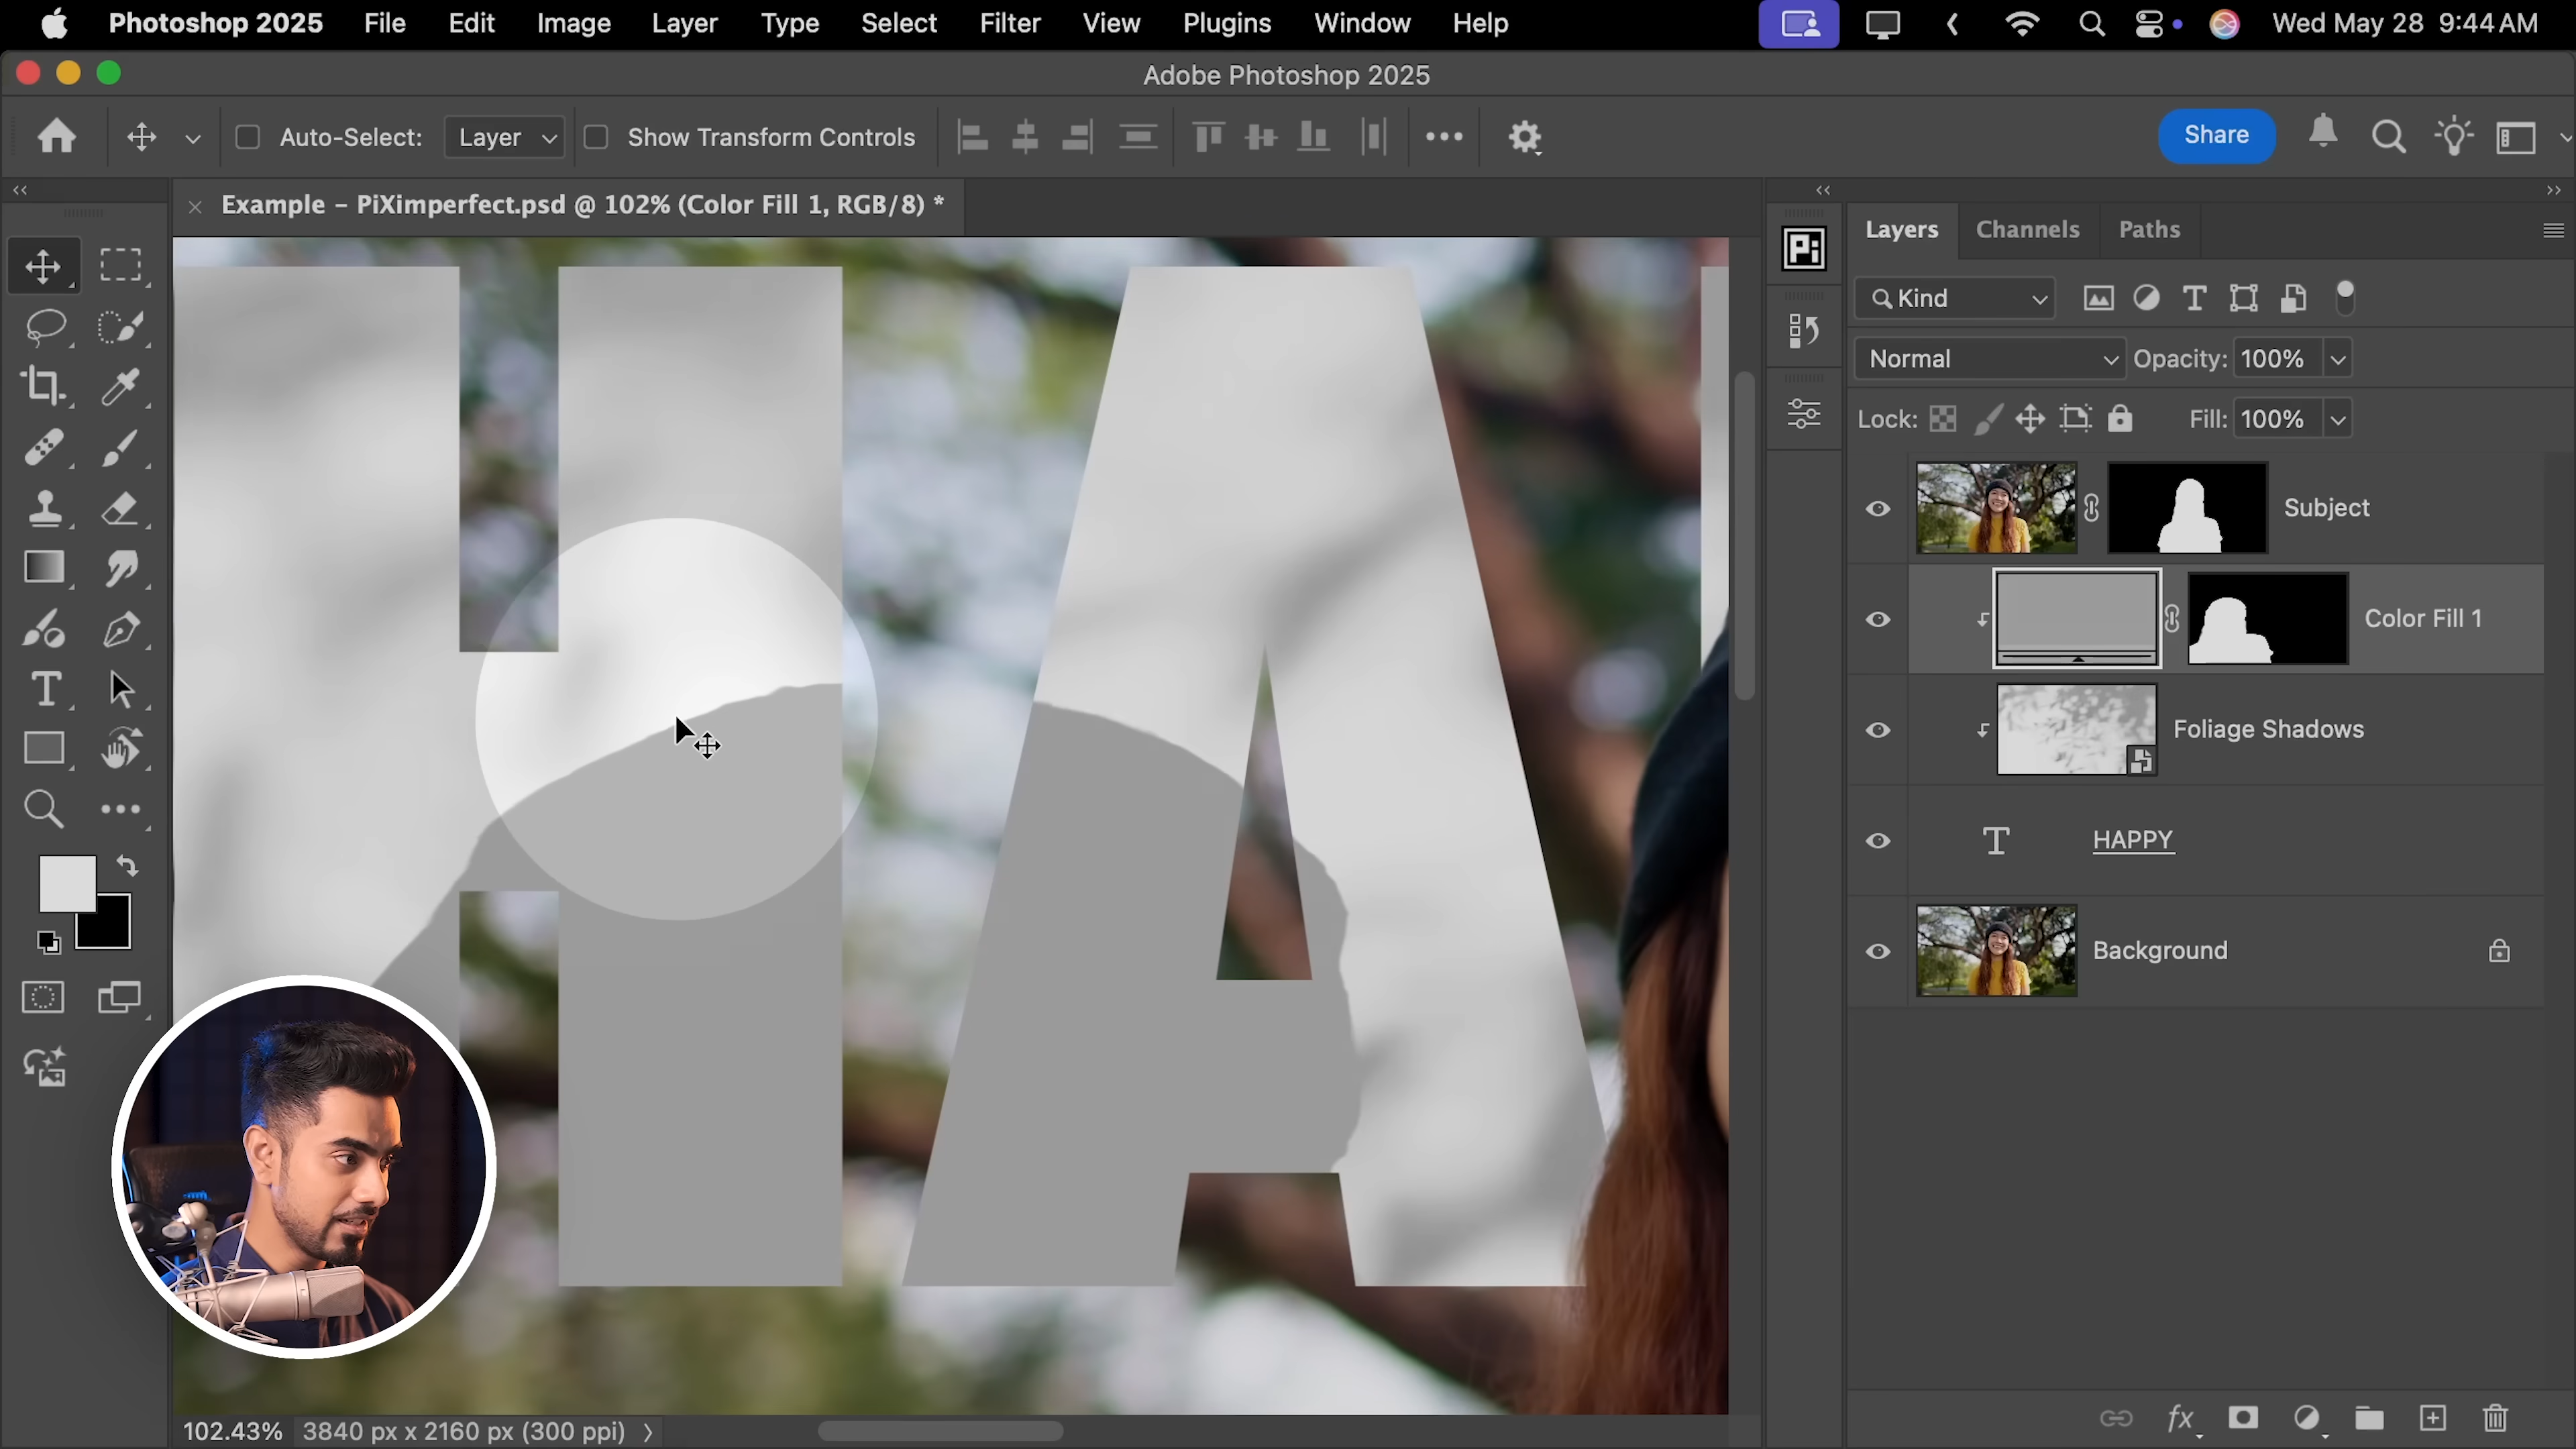 Photoshop 2025 File Edit Image Layer Type Select Filter View Plugins Window Help Wed May 28 9:44 AM
Adobe Photoshop 2025
Auto-Select: Layer Show Transform Controls Share
Example – PiXimperfect.psd @ 102% (Color Fill 1, RGB/8) *
Pi
Layers Channels Paths
Kind
Normal Opacity: 100%
Lock: Fill: 100%
Subject
Color Fill 1
Foliage Shadows
HAPPY
Background
HA
102.43% 3840 px x 2160 px (300 ppi)
fx